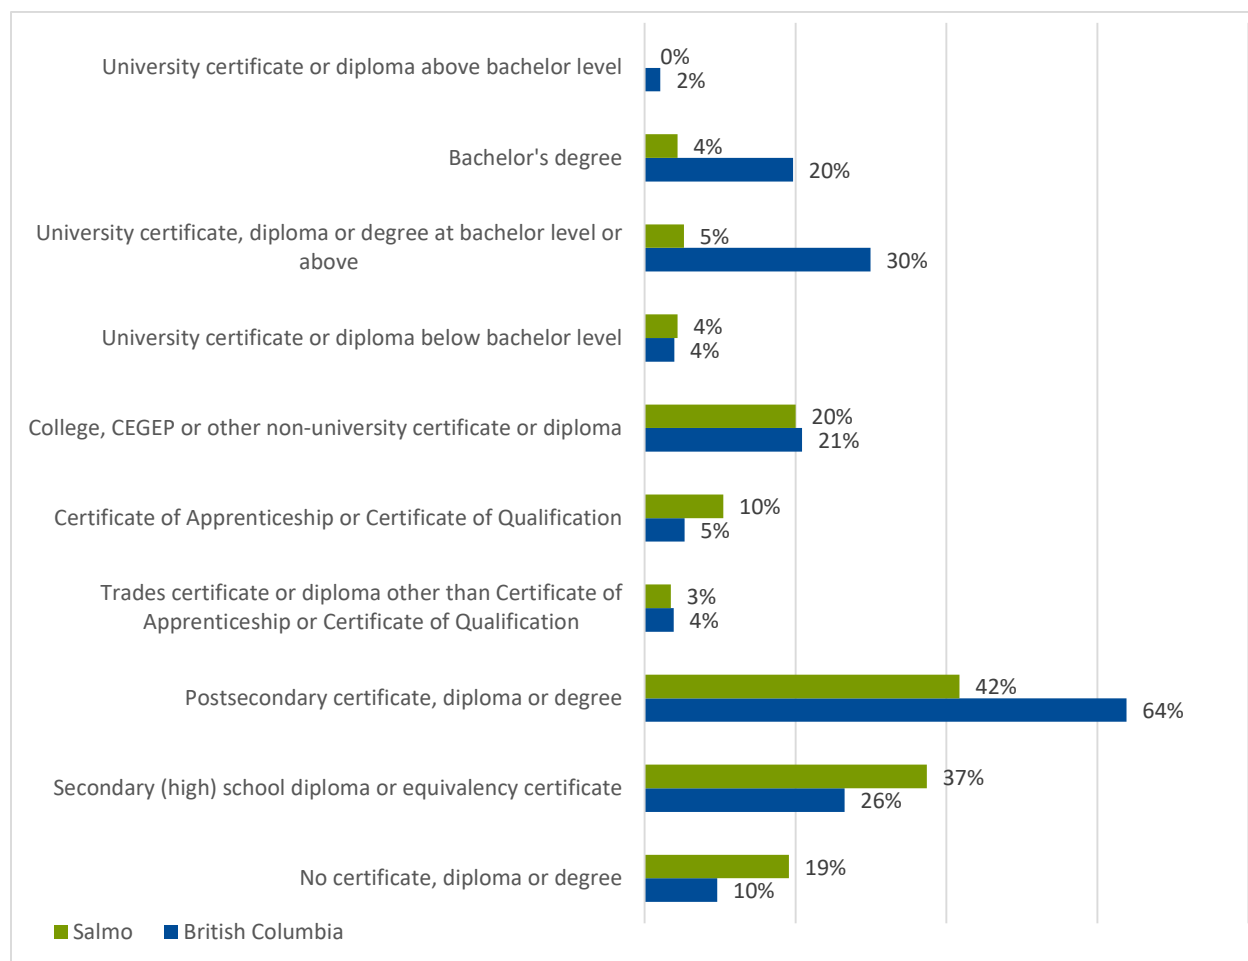 University certificate or diploma above bachelor level
0%
2%
Bachelor's degree
4%
20%
University certificate, diploma or degree at bachelor level or
above
5%
30%
University certificate or diploma below bachelor level
4%
4%
College, CEGEP or other non-university certificate or diploma
20%
21%
Certificate of Apprenticeship or Certificate of Qualification
10%
5%
Trades certificate or diploma other than Certificate of
Apprenticeship or Certificate of Qualification
3%
4%
Postsecondary certificate, diploma or degree
42%
64%
Secondary (high) school diploma or equivalency certificate
37%
26%
No certificate, diploma or degree
19%
10%
Salmo British Columbia